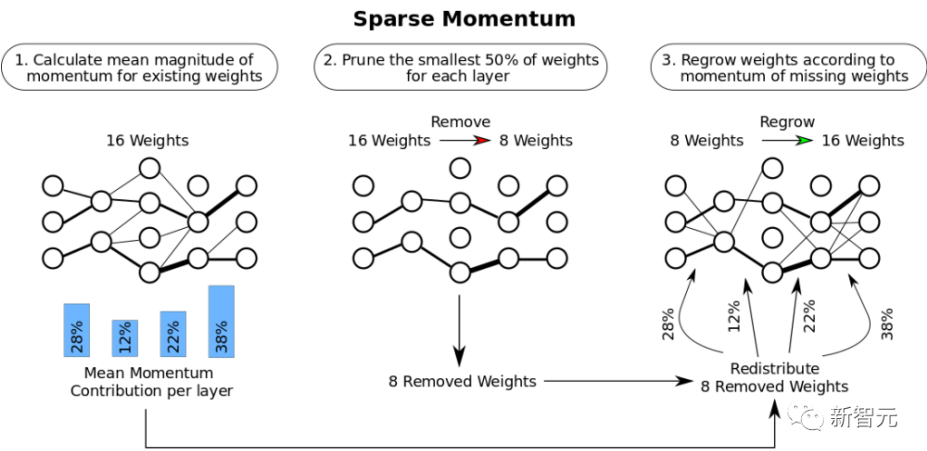 Sparse Momentum
1. Calculate mean magnitude of
momentum for existing weights
2. Prune the smallest 50% of weights
for each layer
3. Regrow weights according to
momentum of missing weights
16 Weights
Remove
16 Weights
8 Weights
Regrow
8 Weights
16 Weights
28%
12%
22%
38%
Mean Momentum
Contribution per layer
8 Removed Weights
28%
12%
22%
38%
Redistribute
8 Removed Weights
新智元